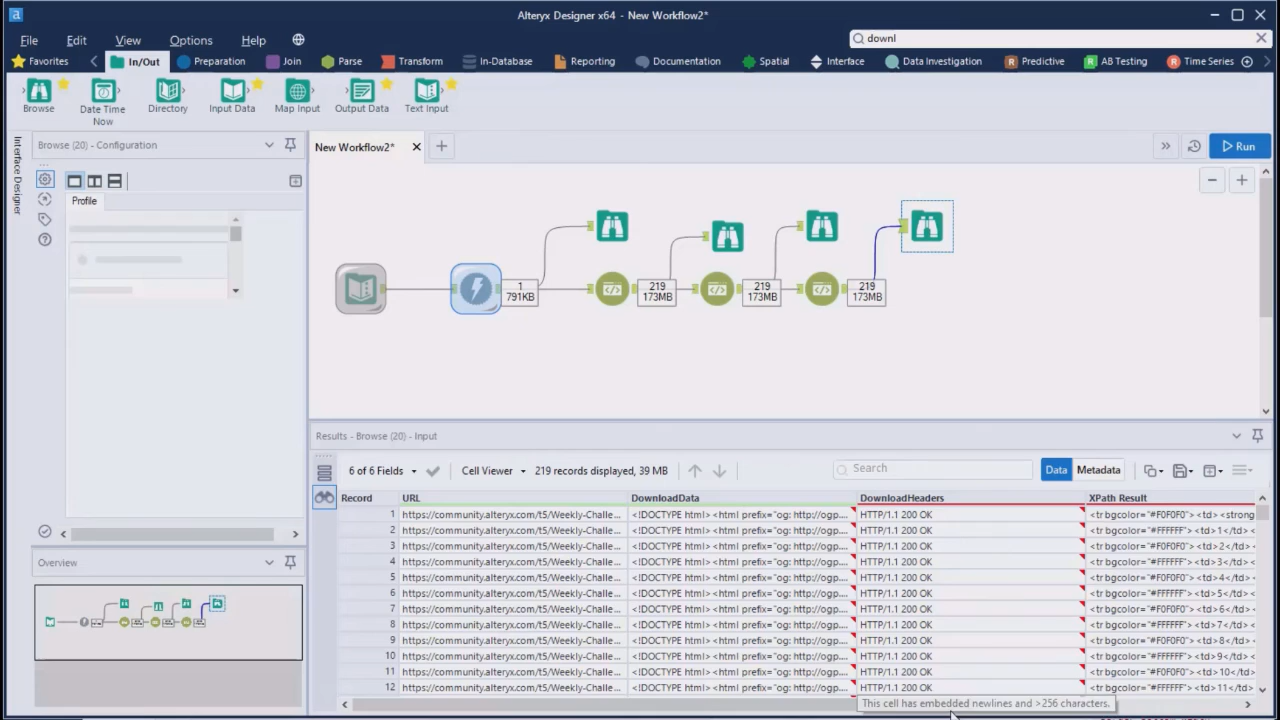 Alteryx Designer x64 - New Workflow2*
File Edit View Options Help
downl
Favorites In/Out Preparation Join Parse Transform In-Database Reporting Documentation Spatial Interface Data Investigation Predictive AB Testing Time Series
Browse Date Time Now Directory Input Data Map Input Output Data Text Input
Interface Designer
Browse (20) - Configuration
New Workflow2*
Run
Profile
1
791KB
219
173MB
219
173MB
219
173MB
Results - Browse (20) - Input
6 of 6 Fields Cell Viewer 219 records displayed, 39 MB Search Data Metadata
Record URL DownloadData DownloadHeaders XPath Result
1 https://community.alteryx.com/t5/Weekly-Challe... <!DOCTYPE html> <html prefix="og: http://ogp.... HTTP/1.1 200 OK <tr bgcolor="#F0F0F0"> <td> <strong
2 https://community.alteryx.com/t5/Weekly-Challe... <!DOCTYPE html> <html prefix="og: http://ogp.... HTTP/1.1 200 OK <tr bgcolor="#FFFFFF"> <td>1</td> <
3 https://community.alteryx.com/t5/Weekly-Challe... <!DOCTYPE html> <html prefix="og: http://ogp.... HTTP/1.1 200 OK <tr bgcolor="#F0F0F0"> <td>2</td> <
4 https://community.alteryx.com/t5/Weekly-Challe... <!DOCTYPE html> <html prefix="og: http://ogp.... HTTP/1.1 200 OK <tr bgcolor="#FFFFFF"> <td>3</td> <
5 https://community.alteryx.com/t5/Weekly-Challe... <!DOCTYPE html> <html prefix="og: http://ogp.... HTTP/1.1 200 OK <tr bgcolor="#F0F0F0"> <td>4</td> <
6 https://community.alteryx.com/t5/Weekly-Challe... <!DOCTYPE html> <html prefix="og: http://ogp.... HTTP/1.1 200 OK <tr bgcolor="#FFFFFF"> <td>5</td> <
7 https://community.alteryx.com/t5/Weekly-Challe... <!DOCTYPE html> <html prefix="og: http://ogp.... HTTP/1.1 200 OK <tr bgcolor="#F0F0F0"> <td>6</td> <
8 https://community.alteryx.com/t5/Weekly-Challe... <!DOCTYPE html> <html prefix="og: http://ogp.... HTTP/1.1 200 OK <tr bgcolor="#FFFFFF"> <td>7</td> <
9 https://community.alteryx.com/t5/Weekly-Challe... <!DOCTYPE html> <html prefix="og: http://ogp.... HTTP/1.1 200 OK <tr bgcolor="#F0F0F0"> <td>8</td> <
10 https://community.alteryx.com/t5/Weekly-Challe... <!DOCTYPE html> <html prefix="og: http://ogp.... HTTP/1.1 200 OK <tr bgcolor="#FFFFFF"> <td>9</td> <
11 https://community.alteryx.com/t5/Weekly-Challe... <!DOCTYPE html> <html prefix="og: http://ogp.... HTTP/1.1 200 OK <tr bgcolor="#F0F0F0"> <td>10</td> <
12 https://community.alteryx.com/t5/Weekly-Challe... <!DOCTYPE html> <html prefix="og: http://ogp.... HTTP/1.1 200 OK <tr bgcolor="#FFFFFF"> <td>11</td> <
This cell has embedded newlines and >256 characters.
Overview